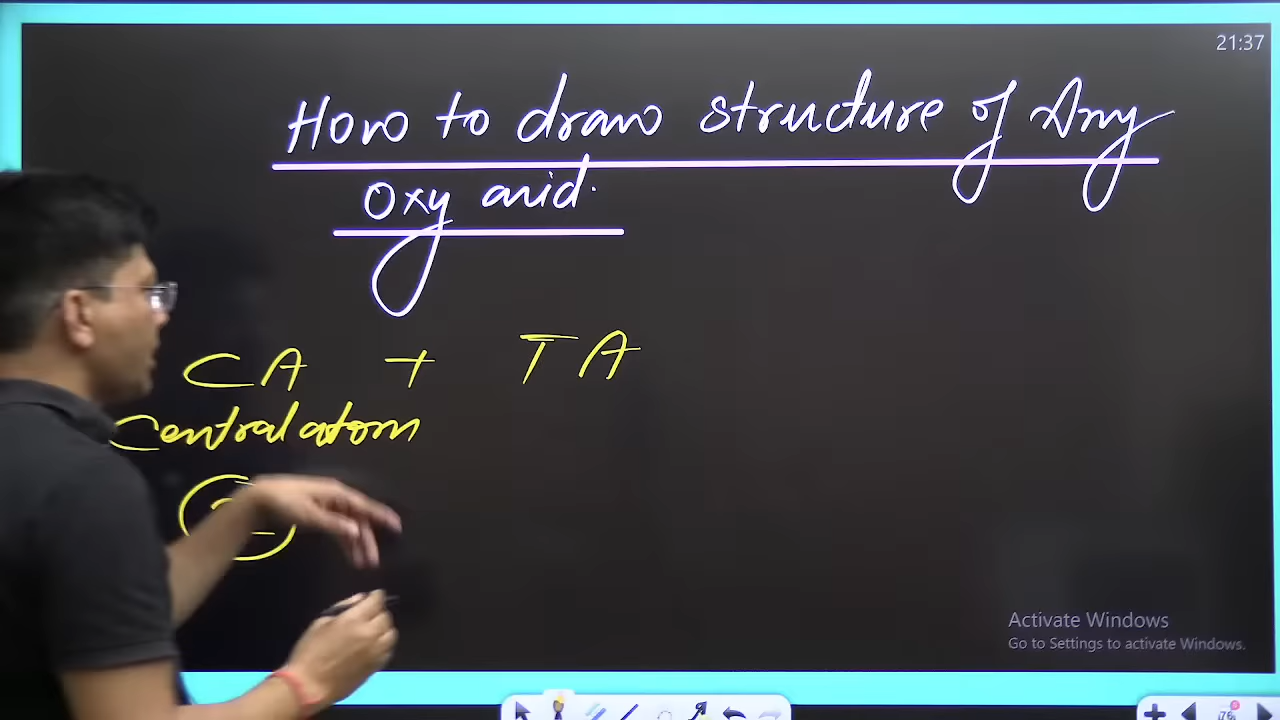 21:37
How to draw structure of Any
Oxy acid.
CA + TA
Central atom
Activate Windows
Go to Settings to activate Windows.
76